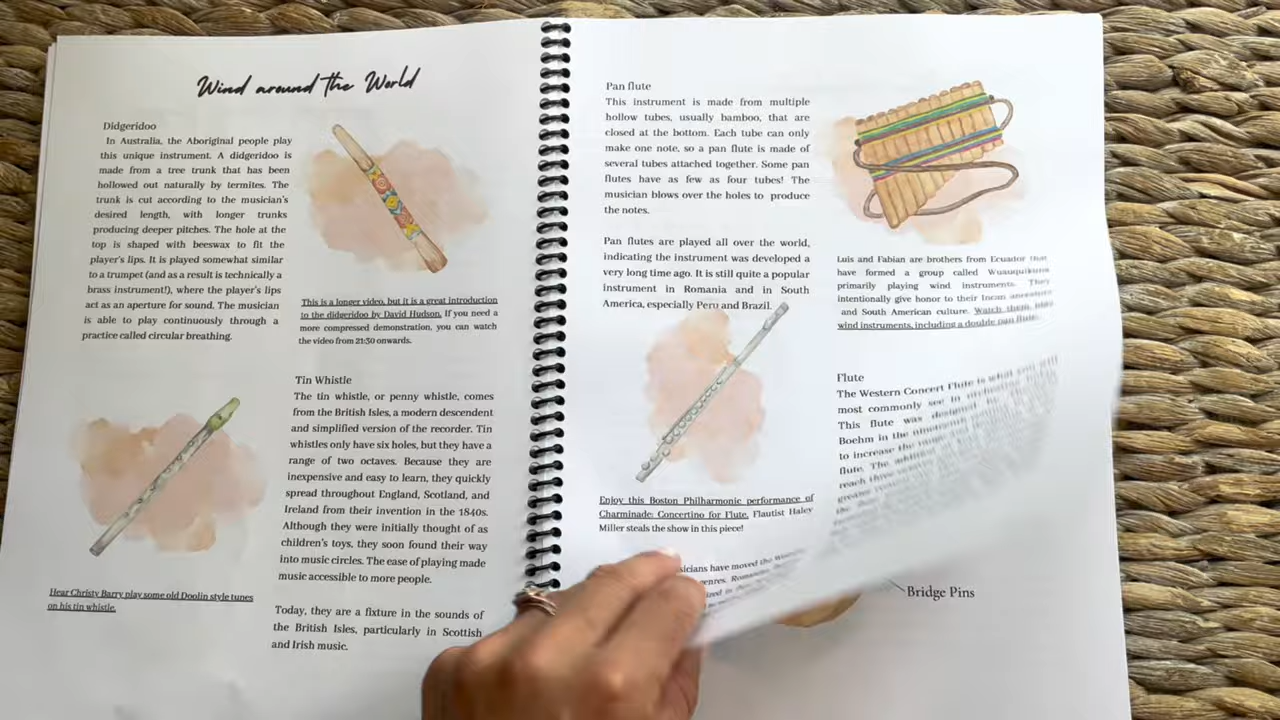 Wind around the World
Didgeridoo
In Australia, the Aboriginal people play
this unique instrument. A didgeridoo is
made from a tree trunk that has been
hollowed out naturally by termites. The
trunk is cut according to the musician's
desired length, with longer trunks
producing deeper pitches. The hole at the
top is shaped with beeswax to fit the
player's lips. It is played somewhat similar
to a trumpet (and as a result is technically a
brass instrument!), where the player's lips
act as an aperture for sound. The musician
is able to play continuously through a
practice called circular breathing.
This is a longer video, but it is a great introduction
to the didgeridoo by David Hudson. If you need a
more compressed demonstration, you can watch
the video from 21:30 onwards.
Tin Whistle
The tin whistle, or penny whistle, comes
from the British Isles, a modern descendent
and simplified version of the recorder. Tin
whistles only have six holes, but they have a
range of two octaves. Because they are
inexpensive and easy to learn, they quickly
spread throughout England, Scotland, and
Ireland from their invention in the 1840s.
Although they were initially thought of as
children's toys, they soon found their way
into music circles. The ease of playing made
music accessible to more people.
Today, they are a fixture in the sounds of
the British Isles, particularly in Scottish
and Irish music.
Hear Christy Barry play some old Doolin style tunes
on his tin whistle.
Pan flute
This instrument is made from multiple
hollow tubes, usually bamboo, that are
closed at the bottom. Each tube can only
make one note, so a pan flute is made of
several tubes attached together. Some pan
flutes have as few as four tubes! The
musician blows over the holes to produce
the notes.
Pan flutes are played all over the world,
indicating the instrument was developed a
very long time ago. It is still quite a popular
instrument in Romania and in South
America, especially Peru and Brazil.
Luis and Fabian are brothers from Ecuador that
have formed a group called Wuauquikuna
primarily playing wind instruments. They
intentionally give honor to their Incan ancestors
and South American culture. Watch them
wind instruments, including a double pan flute.
Enjoy this Boston Philharmonic performance of
Charminade: Concertino for Flute. Flautist Haley
Miller steals the show in this piece!
Flute
The Western Concert Flute is what you will
most commonly see in
This flute was designed
Boehm in the nineteenth
to increase the range
flute. The
reach three
have moved the
Bridge Pins